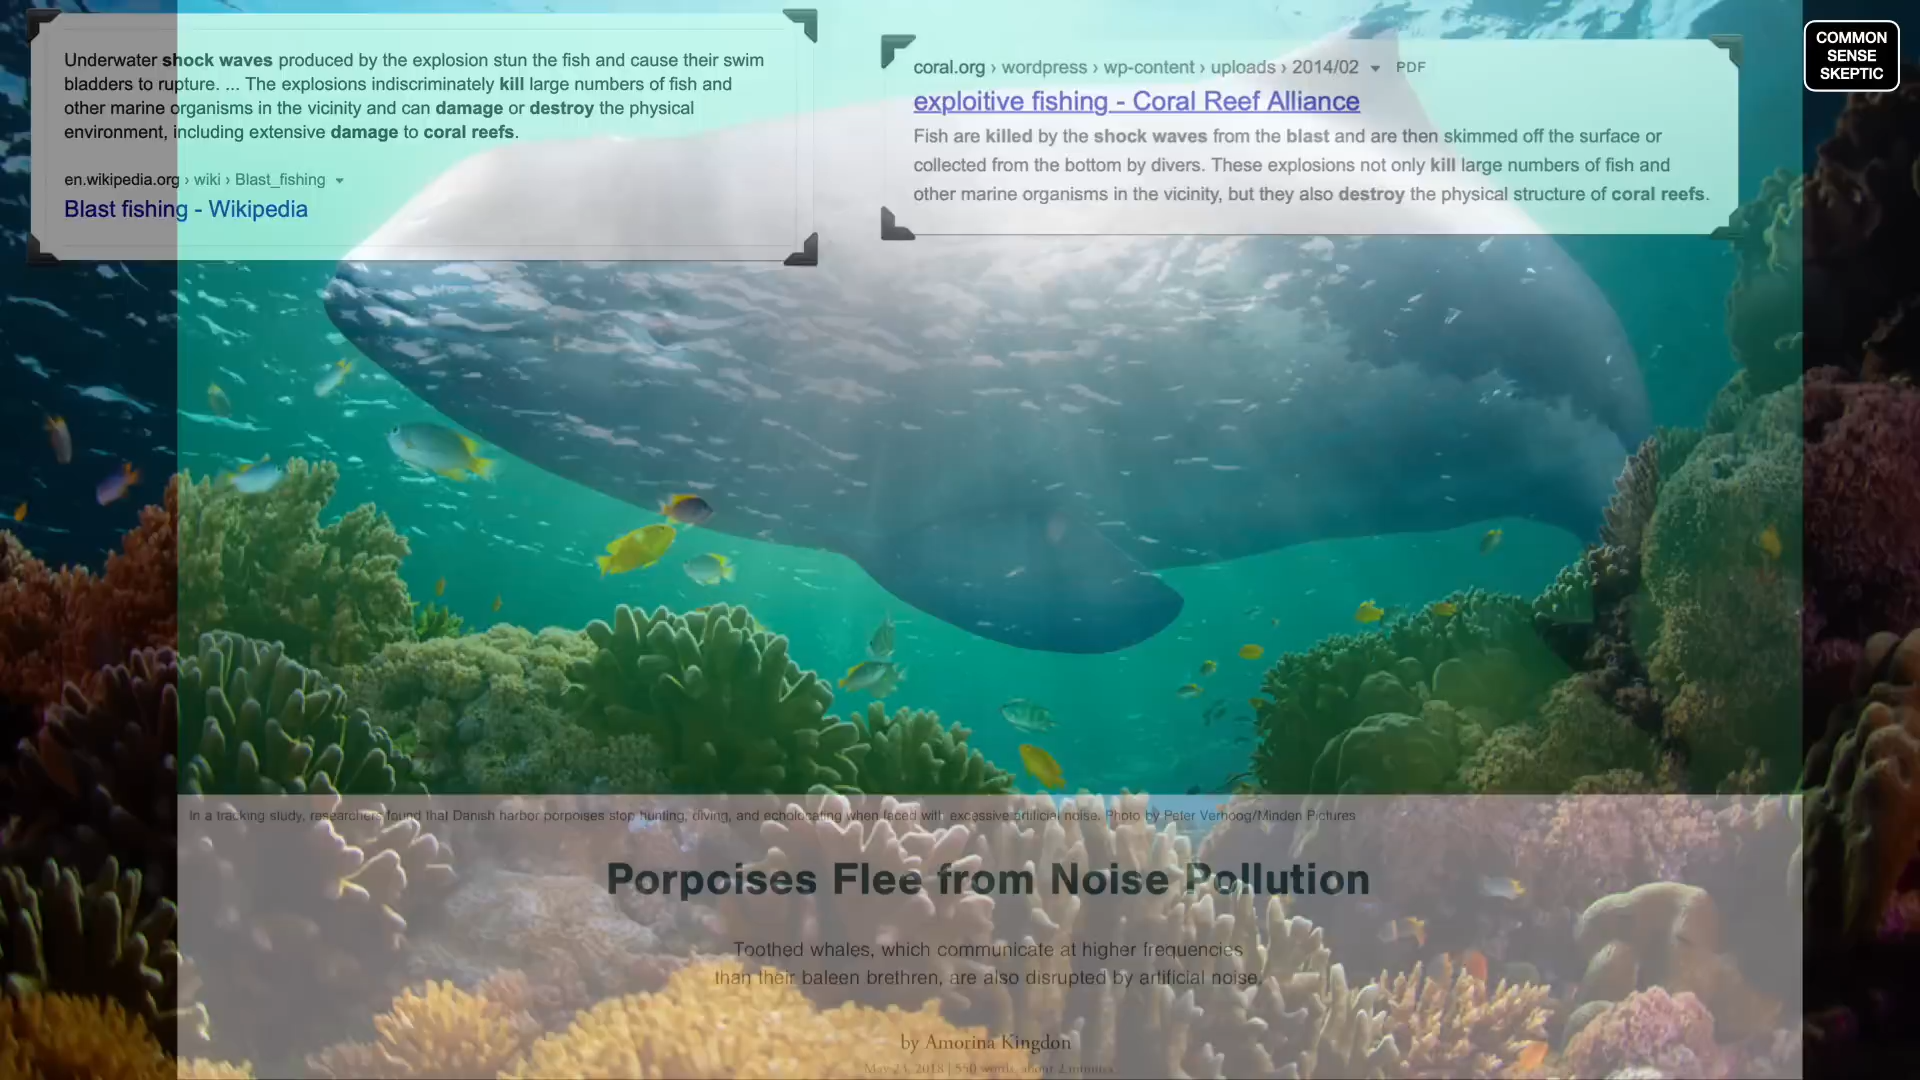 Underwater shock waves produced by the explosion stun the fish and cause their swim
bladders to rupture. ... The explosions indiscriminately kill large numbers of fish and
other marine organisms in the vicinity and can damage or destroy the physical
environment, including extensive damage to coral reefs.
en.wikipedia.org › wiki › Blast_fishing
Blast fishing - Wikipedia
coral.org › wordpress › wp-content › uploads › 2014/02 PDF
exploitive fishing - Coral Reef Alliance
Fish are killed by the shock waves from the blast and are then skimmed off the surface or
collected from the bottom by divers. These explosions not only kill large numbers of fish and
other marine organisms in the vicinity, but they also destroy the physical structure of coral reefs.
COMMON
SENSE
SKEPTIC
In a tracking study, researchers found that Danish harbor porpoises stop hunting, diving, and echolocating when faced with excessive artificial noise. Photo by Peter Verhoog/Minden Pictures
Porpoises Flee from Noise Pollution
Toothed whales, which communicate at higher frequencies
than their baleen brethren, are also disrupted by artificial noise.
by Amorina Kingdon
2018 | 550 words, about 2 minutes